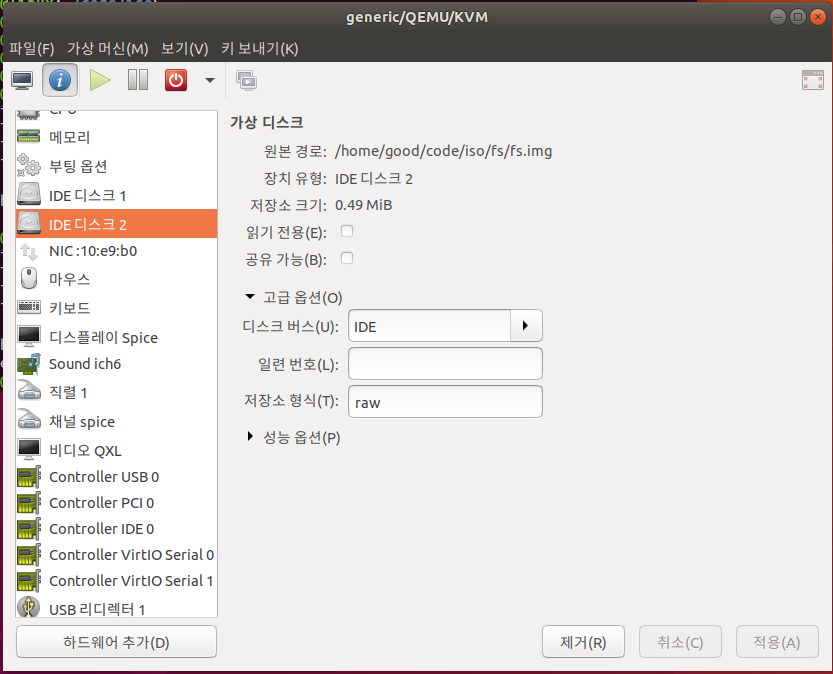 generic/QEMU/KVM
파일(F) 가상 머신(M) 보기(V) 키 보내기(K)
메모리
부팅 옵션
IDE 디스크 1
IDE 디스크 2
NIC :10:e9:b0
마우스
키보드
디스플레이 Spice
Sound ich6
직렬 1
채널 spice
비디오 QXL
Controller USB 0
Controller PCI 0
Controller IDE 0
Controller VirtIO Serial 0
Controller VirtIO Serial 1
USB 리디렉터 1
하드웨어 추가(D)
가상 디스크
원본 경로: /home/good/code/iso/fs/fs.img
장치 유형: IDE 디스크 2
저장소 크기: 0.49 MiB
읽기 전용(E):
공유 가능(B):
고급 옵션(O)
디스크 버스(U): IDE
일련 번호(L):
저장소 형식(T): raw
성능 옵션(P)
제거(R) 취소(C) 적용(A)